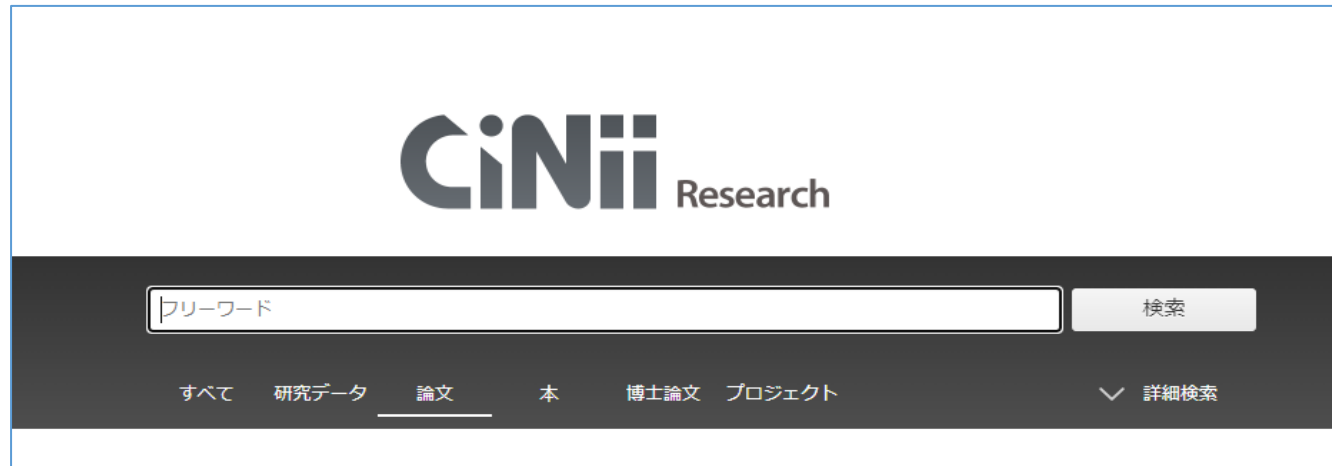 CiNii Research
フリーワード 検索
すべて 研究データ 論文 本 博士論文 プロジェクト 詳細検索